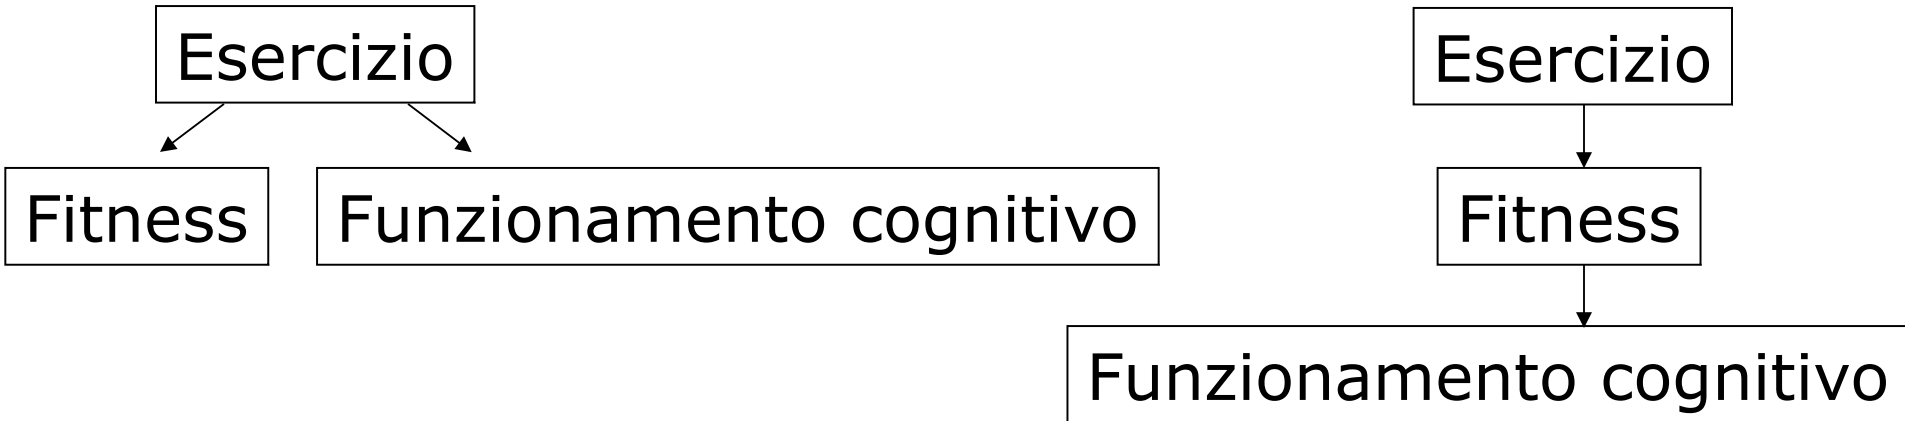 Esercizio
Fitness
Funzionamento cognitivo
Esercizio
Fitness
Funzionamento cognitivo